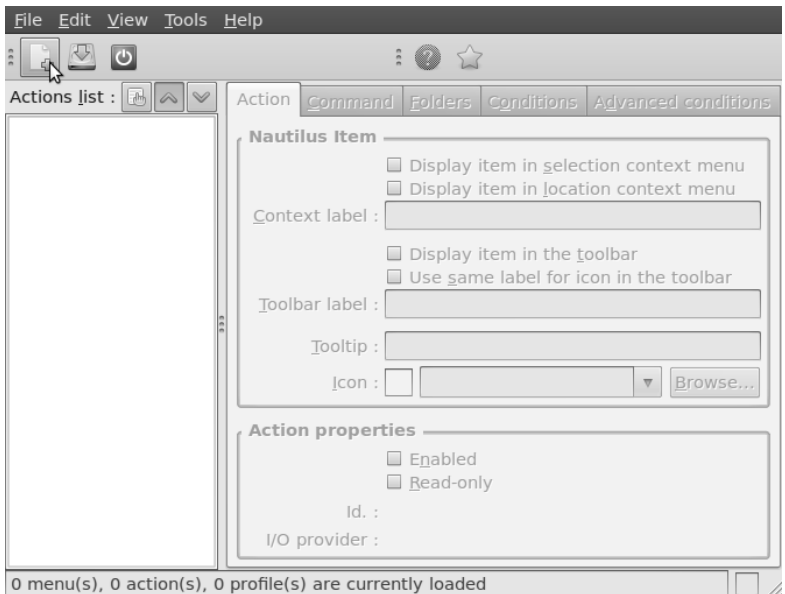 File Edit View Tools Help
Actions list :
Action Command Folders Conditions Advanced conditions
Nautilus Item
Display item in selection context menu
Display item in location context menu
Context label :
Display item in the toolbar
Use same label for icon in the toolbar
Toolbar label :
Tooltip :
Icon : Browse...
Action properties
Enabled
Read-only
Id. :
I/O provider :
0 menu(s), 0 action(s), 0 profile(s) are currently loaded